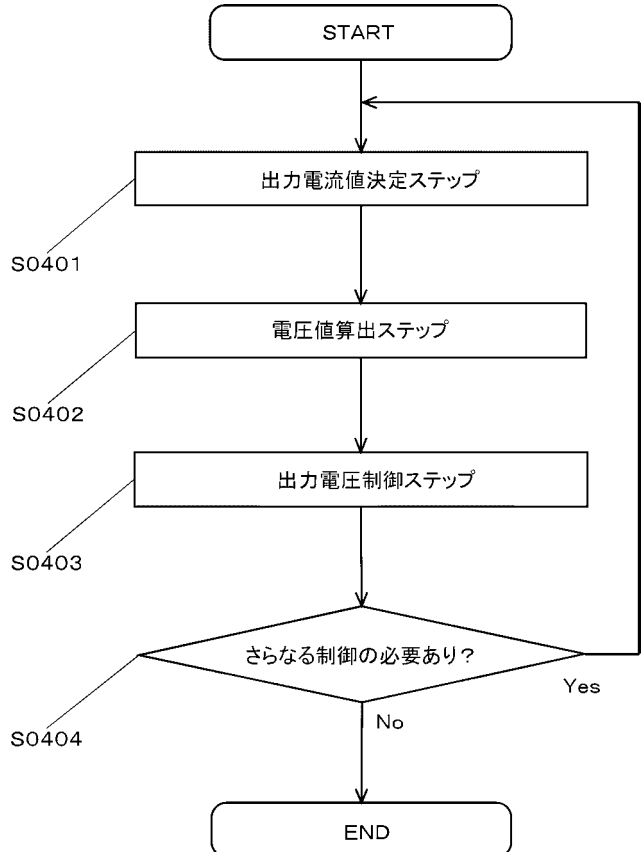 START
出力電流値決定ステップ
S0401
電圧値算出ステップ
S0402
出力電圧制御ステップ
S0403
さらなる制御の必要あり?
Yes
No
S0404
END